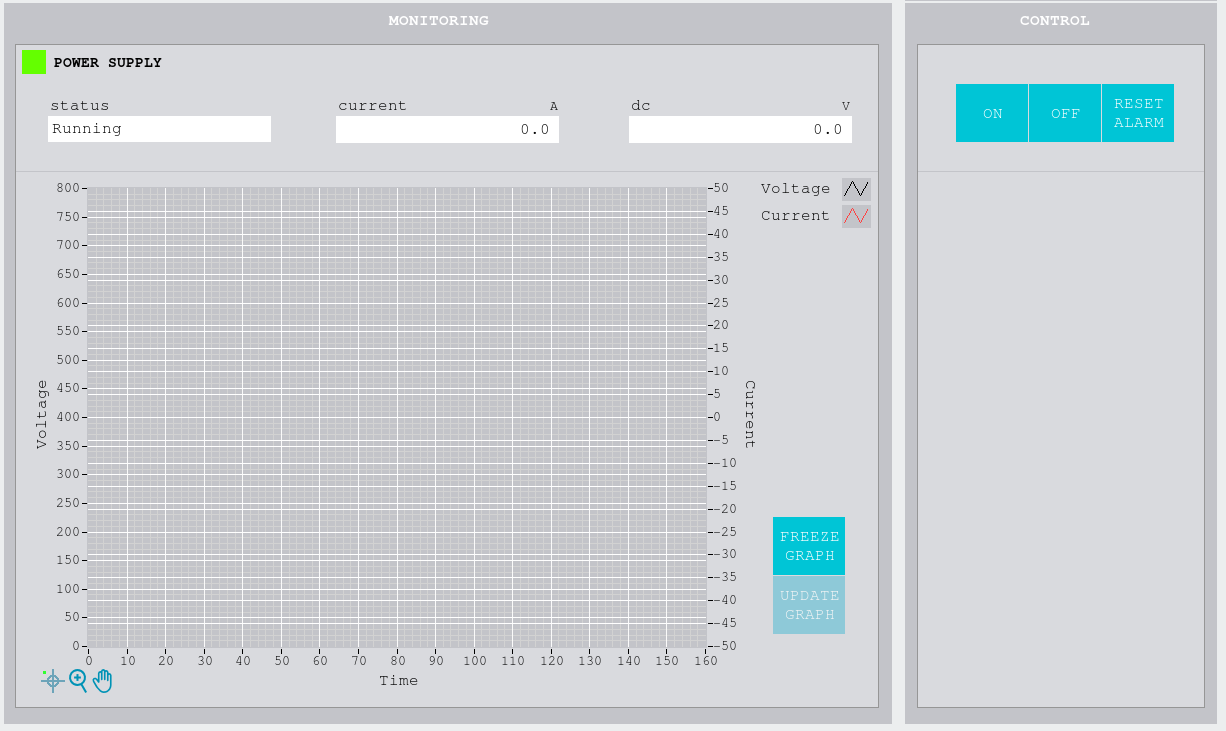 MONITORING
CONTROL
POWER SUPPLY
status
current A
dc V
Running
0.0
0.0
ON
OFF
RESET
ALARM
Voltage
Current
800
750
700
650
600
550
500
450
400
350
300
250
200
150
100
50
0
Voltage
50
45
40
35
30
25
20
15
10
5
0
-5
-10
-15
-20
-25
-30
-35
-40
-45
-50
Current
FREEZE
GRAPH
UPDATE
GRAPH
0 10 20 30 40 50 60 70 80 90 100 110 120 130 140 150 160
Time